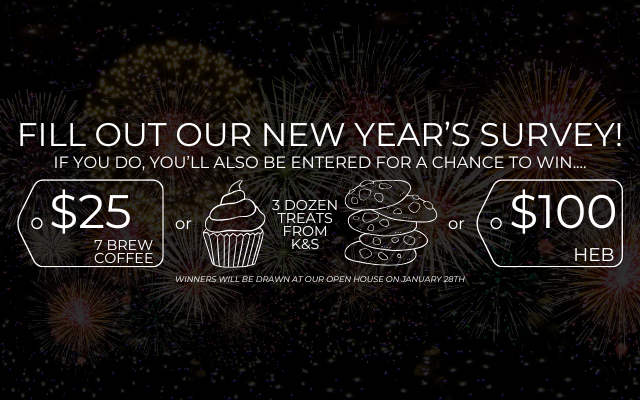 FILL OUT OUR NEW YEAR'S SURVEY!
IF YOU DO, YOU'LL ALSO BE ENTERED FOR A CHANCE TO WIN....
$25
7 BREW
COFFEE
or
3 DOZEN
TREATS
FROM
K&S
or
$100
HEB
WINNERS WILL BE DRAWN AT OUR OPEN HOUSE ON JANUARY 28TH